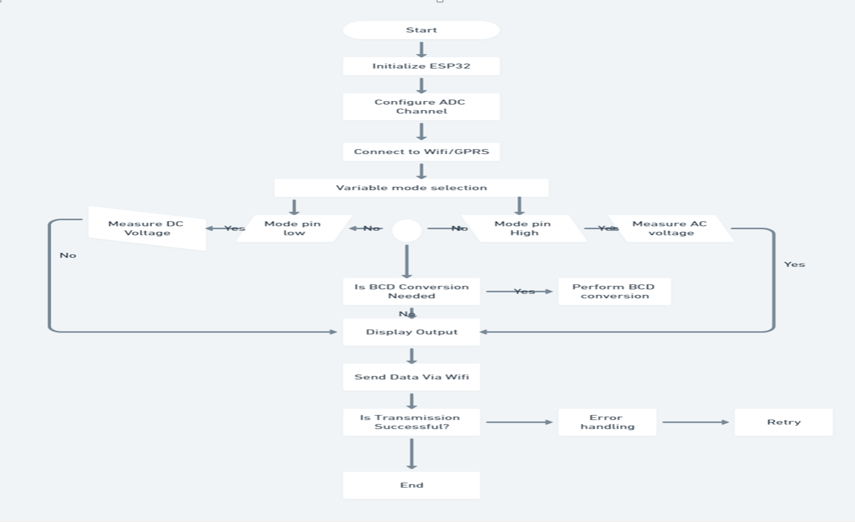 Start
Initialize ESP32
Configure ADC
Channel
Connect to Wifi/GPRS
Variable mode selection
Measure DC
Voltage
Yes
Mode pin
low
No
No
Mode pin
High
Yes
Measure AC
voltage
No
Yes
Is BCD Conversion
Needed
Yes
Perform BCD
conversion
No
Display Output
Send Data Via Wifi
Is Transmission
Successful?
Error
handling
Retry
End